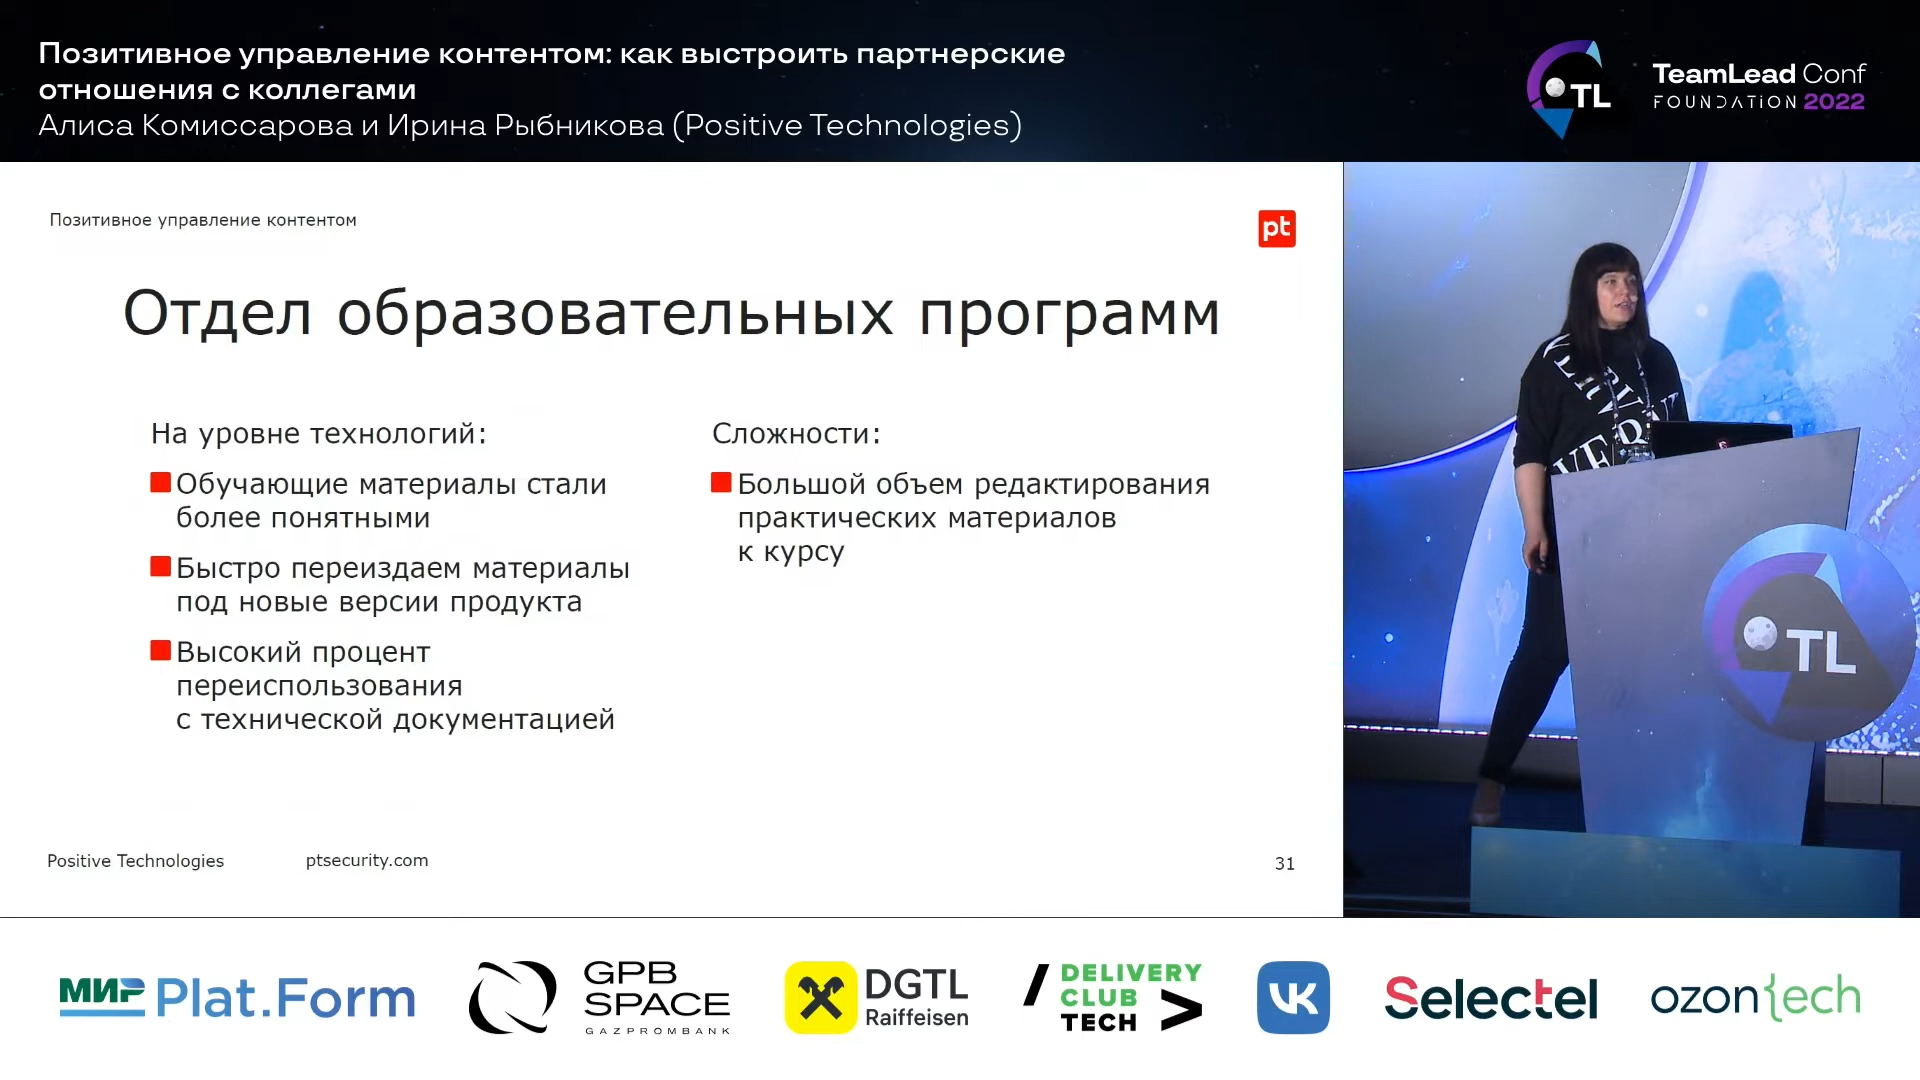 Позитивное управление контентом: как выстроить партнерские
отношения с коллегами
Алиса Комиссарова и Ирина Рыбникова (Positive Technologies)
TL
TeamLead Conf
FOUNDATION 2022
Позитивное управление контентом
pt
Отдел образовательных программ
На уровне технологий:
Обучающие материалы стали
более понятными
Быстро переиздаем материалы
под новые версии продукта
Высокий процент
переиспользования
с технической документацией
Сложности:
Большой объем редактирования
практических материалов
к курсу
Positive Technologies
ptsecurity.com
31
TL
МИР Plat.Form
GPB
SPACE
GAZPROMBANK
DGTL
Raiffeisen
DELIVERY
CLUB
TECH
VK
Selectel
ozon{ech